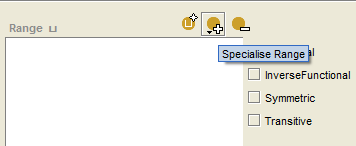 Range ⊔
Specialise Range
InverseFunctional
Symmetric
Transitive